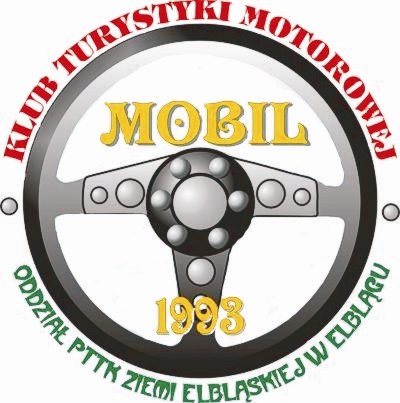 KLUB TURYSTYKI MOTOROWEJ
MOBIL
1993
ODDZIAŁ PTTK ZIEMI ELBLĄSKIEJ W ELBLĄGU